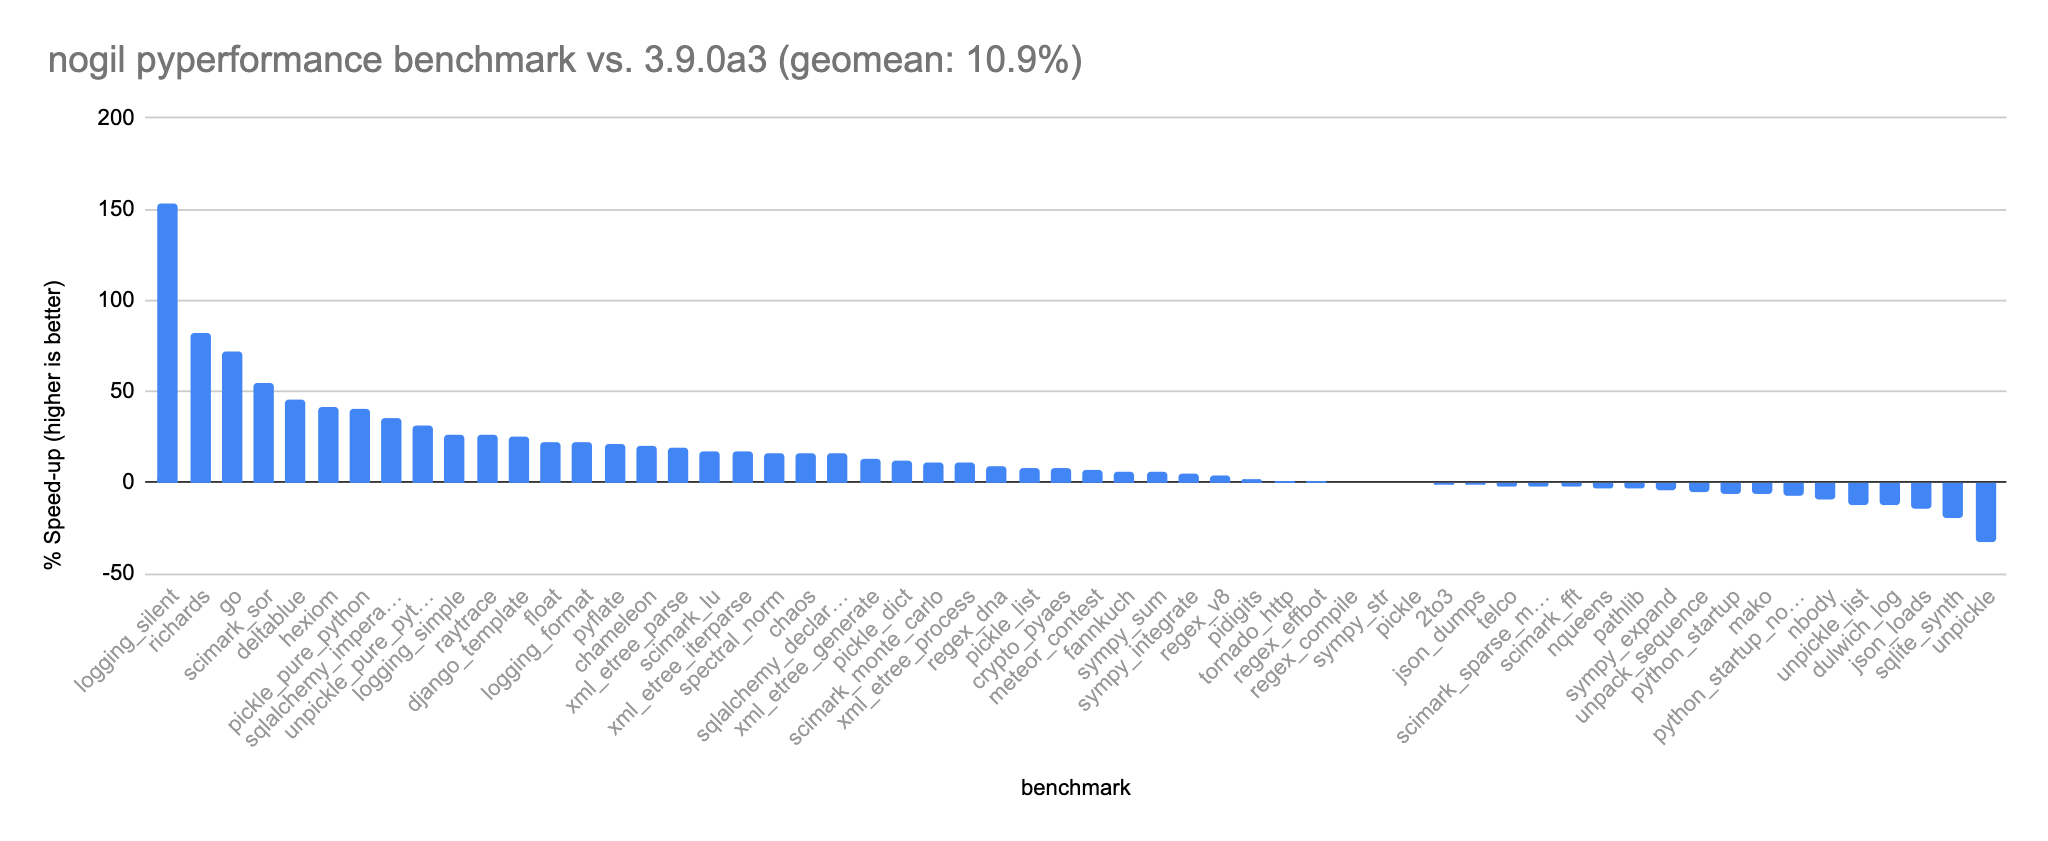 nogil pyperformance benchmark vs. 3.9.0a3 (geomean: 10.9%)
200
150
100
50
0
-50
% Speed-up (higher is better)
logging_silent
richards
go
scimark_sor
deltablue
hexiom
pickle_pure_python
sqlalchemy_impera…
unpickle_pure_pyt…
logging_simple
raytrace
django_template
float
logging_format
pyflate
chameleon
xml_etree_parse
scimark_lu
xml_etree_iterparse
spectral_norm
chaos
sqlalchemy_declar…
xml_etree_generate
pickle_dict
scimark_monte_carlo
xml_etree_process
regex_dna
pickle_list
crypto_pyaes
meteor_contest
fannkuch
sympy_sum
sympy_integrate
regex_v8
pidigits
tornado_http
regex_effbot
regex_compile
sympy_str
pickle
2to3
json_dumps
telco
scimark_sparse_m…
scimark_fft
nqueens
pathlib
sympy_expand
unpack_sequence
python_startup
mako
python_startup_no…
nbody
unpickle_list
dulwich_log
json_loads
sqlite_synth
unpickle
benchmark